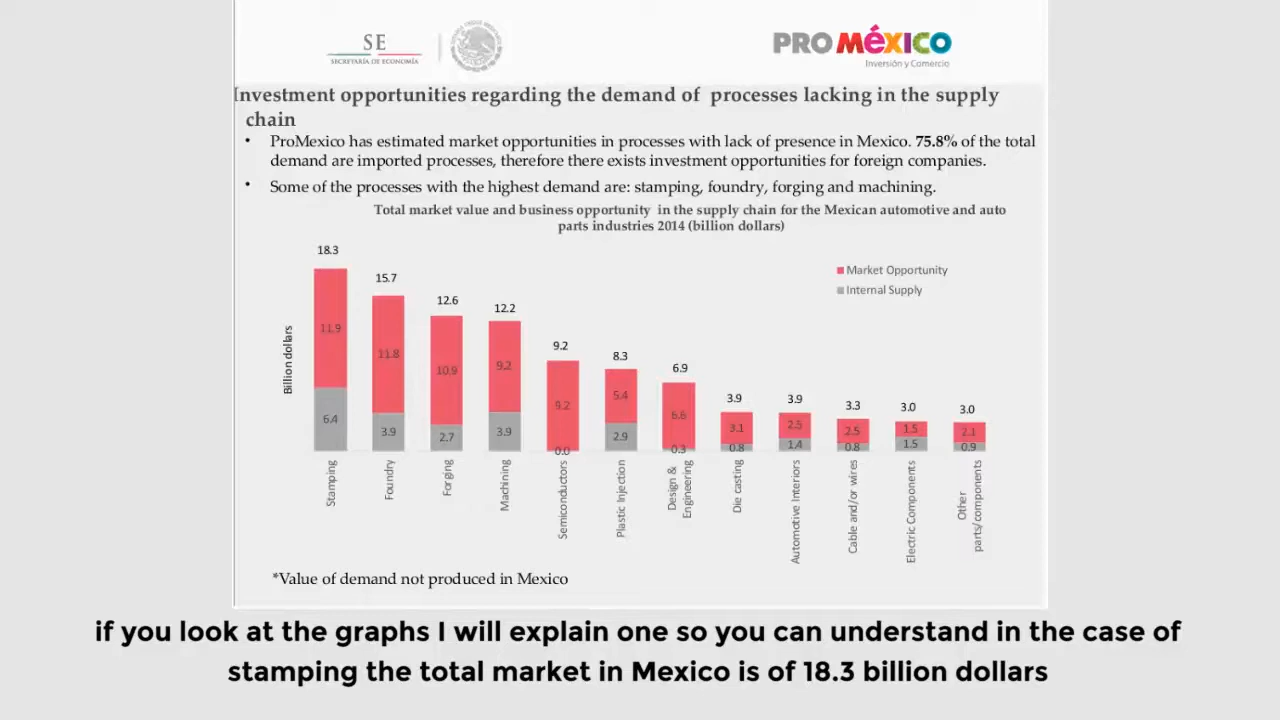 SE
SECRETARÍA DE ECONOMÍA
PROMéXICO
Inversión y Comercio
Investment opportunities regarding the demand of processes lacking in the supply
chain
• ProMexico has estimated market opportunities in processes with lack of presence in Mexico. 75.8% of the total
demand are imported processes, therefore there exists investment opportunities for foreign companies.
• Some of the processes with the highest demand are: stamping, foundry, forging and machining.
Total market value and business opportunity in the supply chain for the Mexican automotive and auto
parts industries 2014 (billion dollars)
Market Opportunity
Internal Supply
Billion dollars
18.3 15.7 12.6 12.2 9.2 8.3 6.9 3.9 3.9 3.3 3.0 3.0
11.9 11.8 10.9 9.2 9.2 5.4 6.6 3.1 2.5 2.5 1.5 2.1
6.4 3.9 2.7 3.9 0.0 2.9 0.3 0.8 1.4 0.8 1.5 0.9
Stamping
Foundry
Forging
Machining
Semiconductors
Plastic Injection
Design &
Engineering
Die casting
Automotive Interiors
Cable and/or wires
Electric Components
Other
parts/components
*Value of demand not produced in Mexico
if you look at the graphs I will explain one so you can understand in the case of
stamping the total market in Mexico is of 18.3 billion dollars